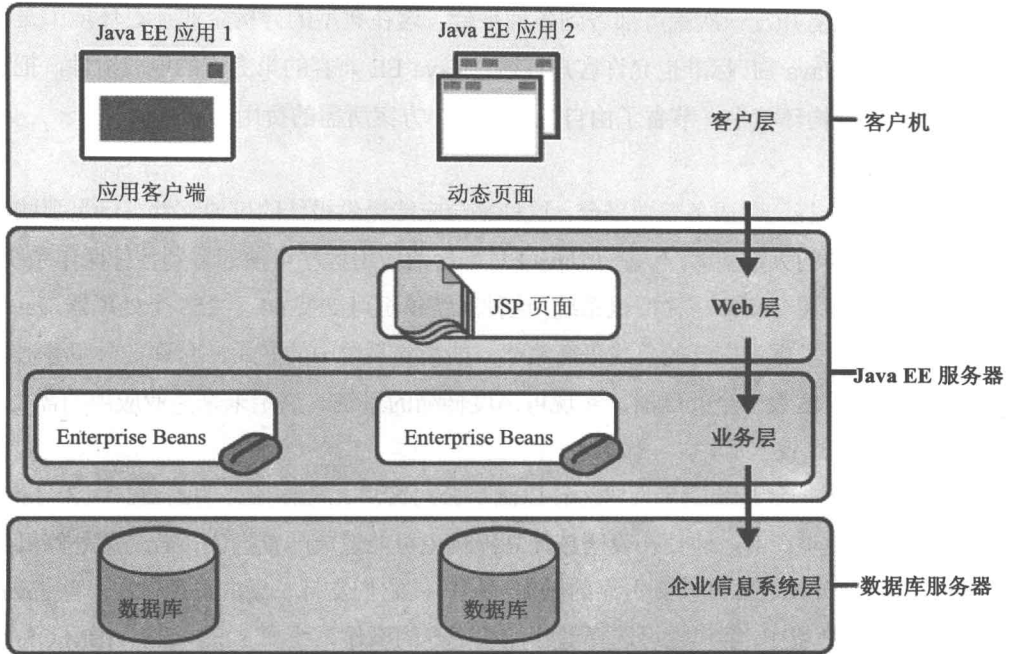 Java EE 应用 1
Java EE 应用 2
客户层
客户机
应用客户端
动态页面
JSP 页面
Web 层
Java EE 服务器
Enterprise Beans
Enterprise Beans
业务层
数据库
数据库
企业信息系统层
数据库服务器